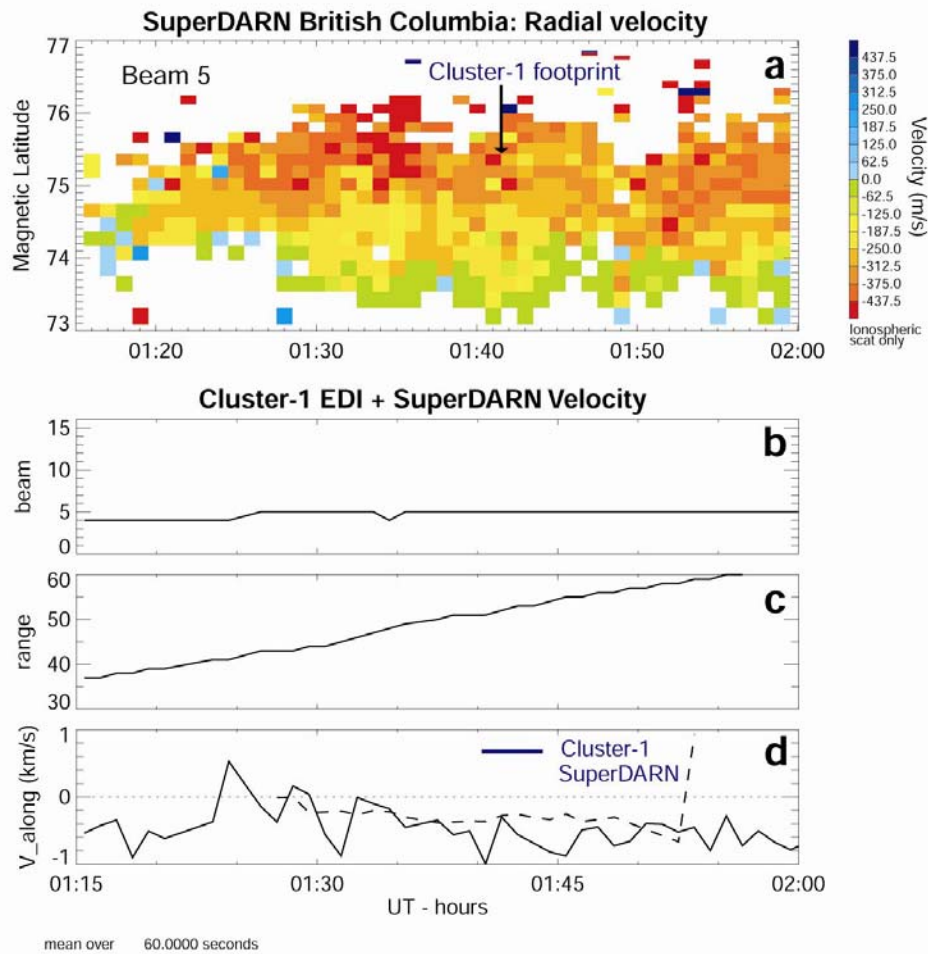 SuperDARN British Columbia: Radial velocity
77
76
75
74
73
Magnetic Latitude
Beam 5
Cluster-1 footprint
a
01:20
01:30
01:40
01:50
02:00
437.5
375.0
312.5
250.0
187.5
125.0
62.5
0.0
-62.5
-125.0
-187.5
-250.0
-312.5
-375.0
-437.5
Velocity (m/s)
Ionospheric
scat only
Cluster-1 EDI + SuperDARN Velocity
15
10
5
0
beam
b
60
50
40
30
range
c
1
0
-1
V_along (km/s)
Cluster-1
SuperDARN
d
01:15
01:30
01:45
02:00
UT - hours
mean over 60.0000 seconds